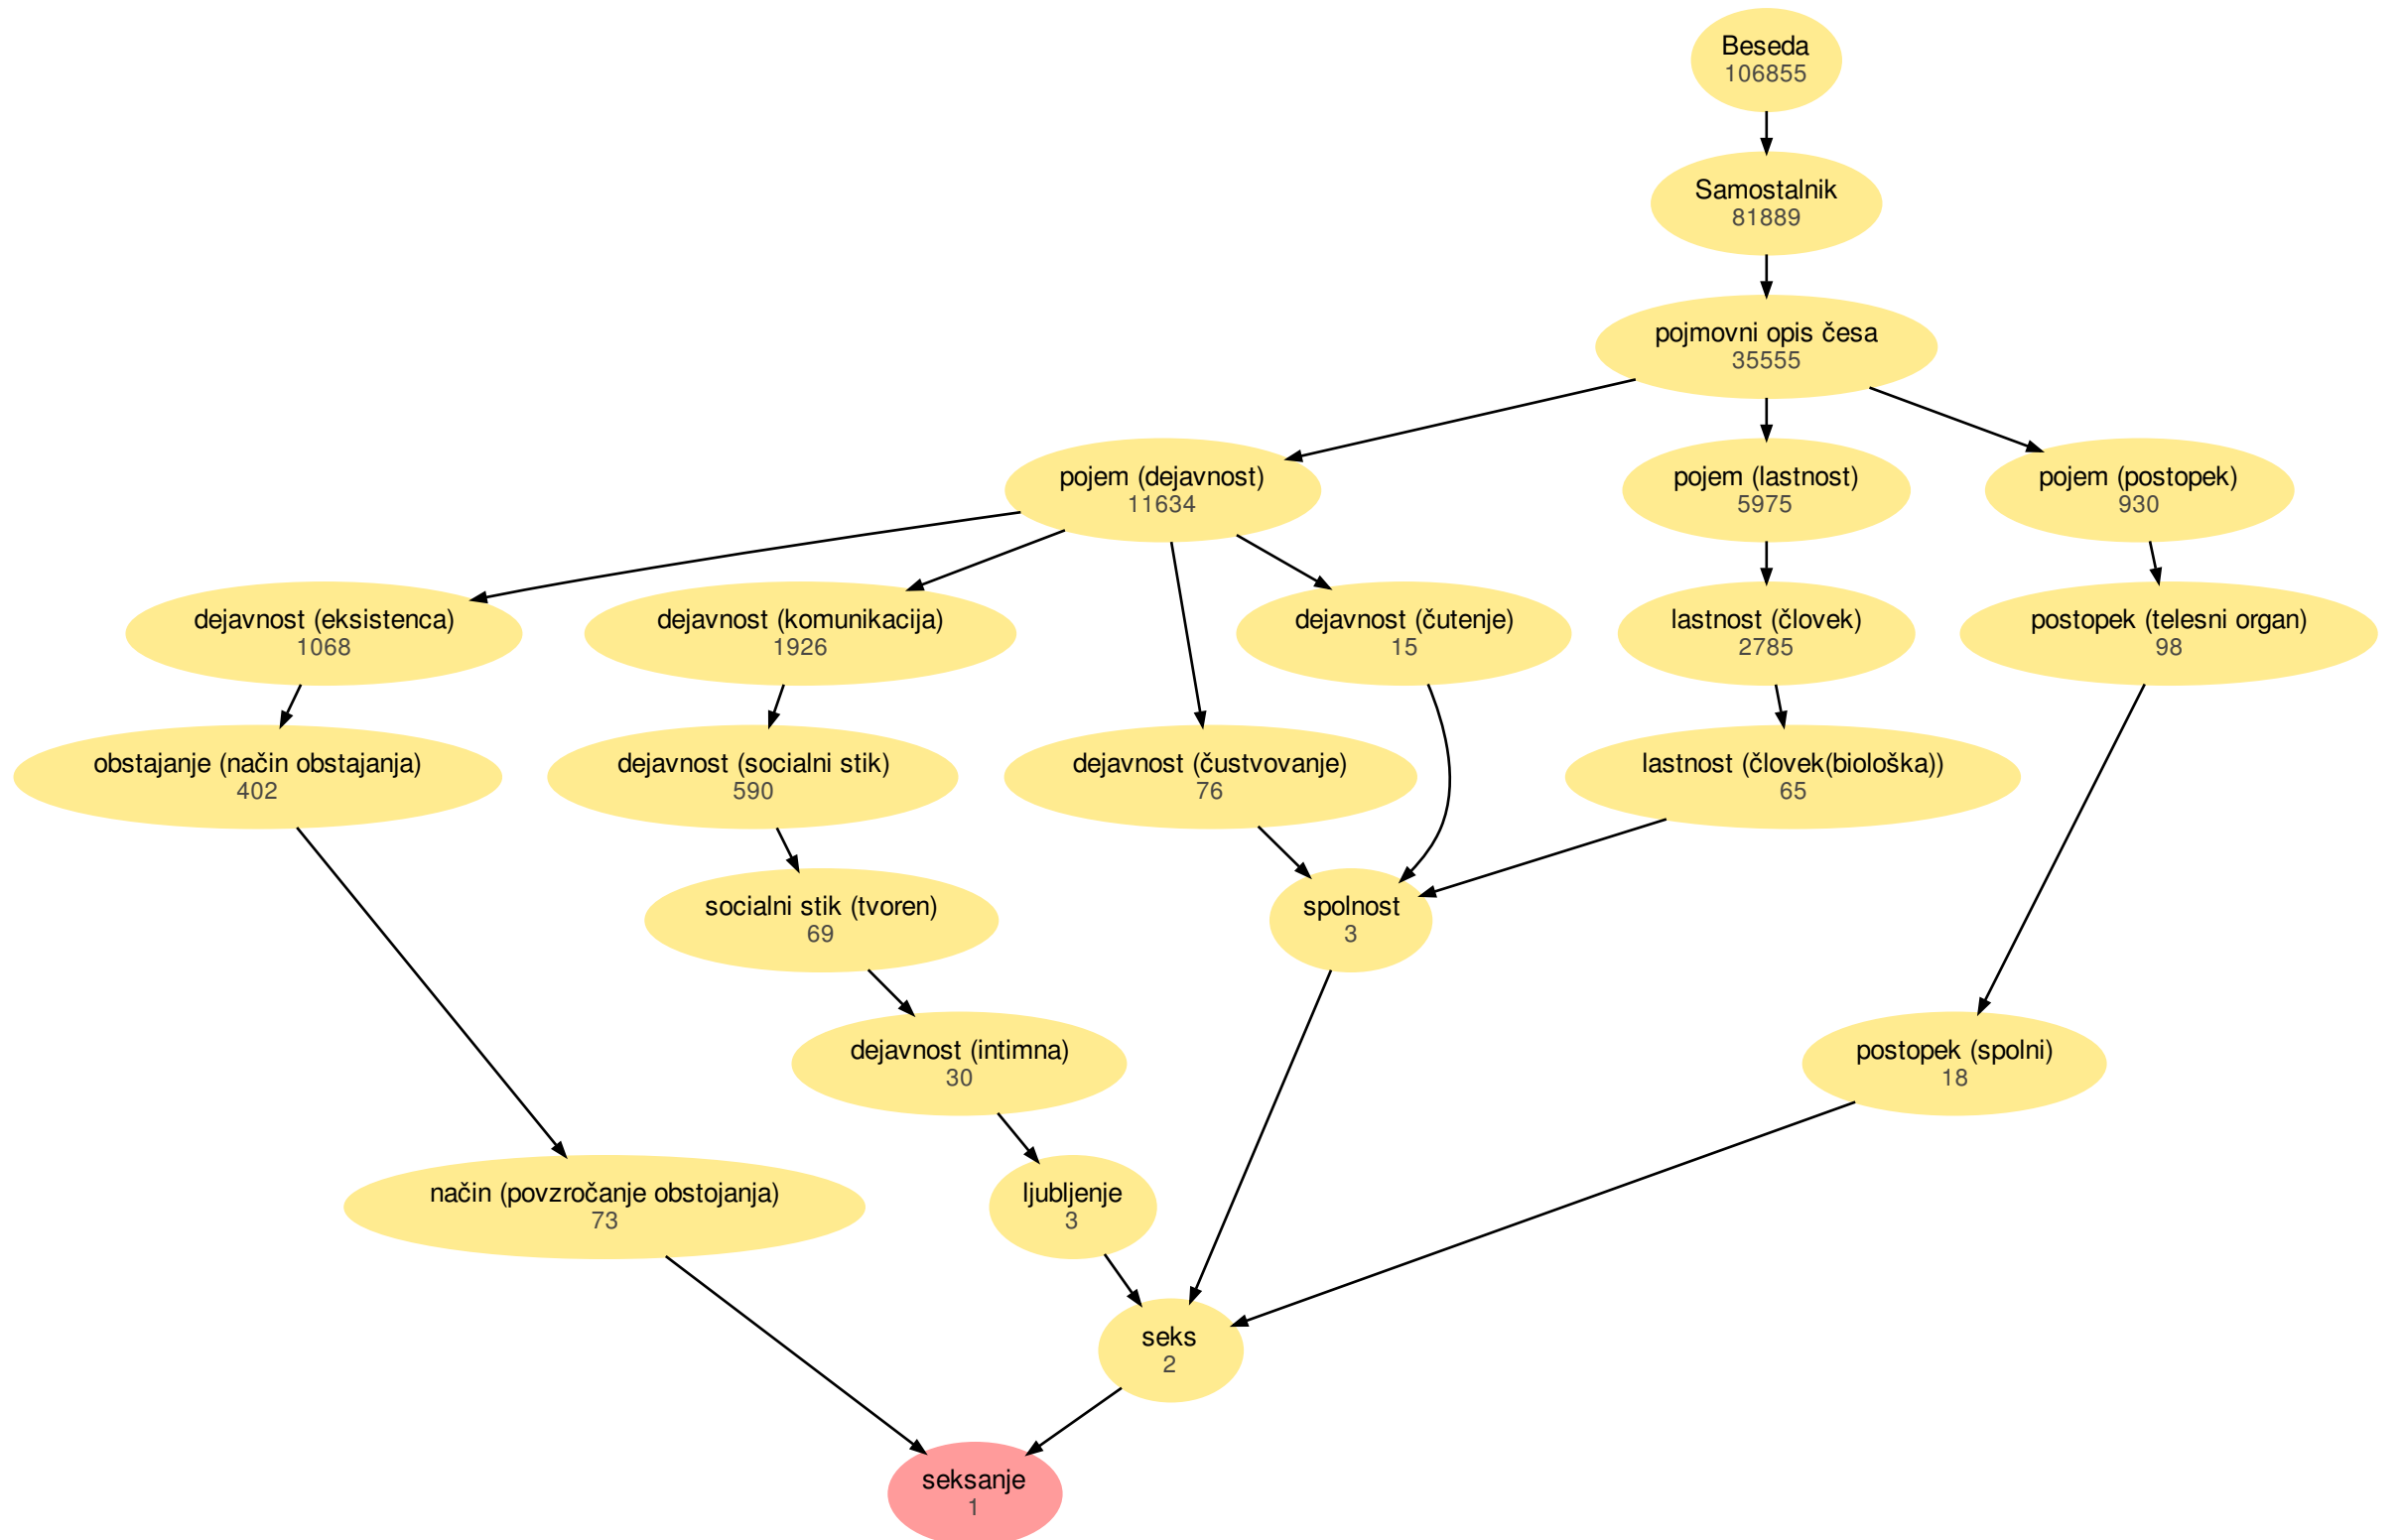 Beseda
106855
Samostalnik
81889
pojmovni opis česa
35555
pojem (dejavnost)
11634
pojem (lastnost)
5975
pojem (postopek)
930
dejavnost (eksistenca)
1068
dejavnost (komunikacija)
1926
dejavnost (čutenje)
15
lastnost (človek)
2785
postopek (telesni organ)
98
obstajanje (način obstajanja)
402
dejavnost (socialni stik)
590
dejavnost (čustvovanje)
76
lastnost (človek(biološka))
65
socialni stik (tvoren)
69
spolnost
3
dejavnost (intimna)
30
postopek (spolni)
18
način (povzročanje obstojanja)
73
ljubljenje
3
seks
2
seksanje
1